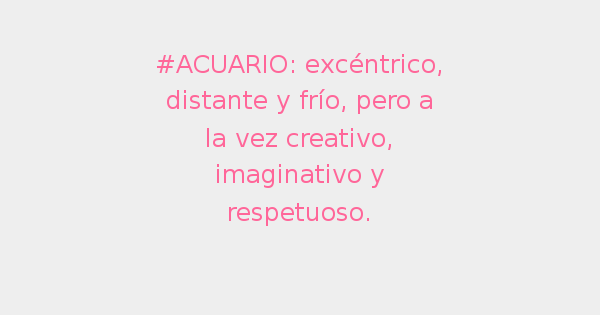 #ACUARIO: excéntrico,
distante y frío, pero a
la vez creativo,
imaginativo y
respetuoso.